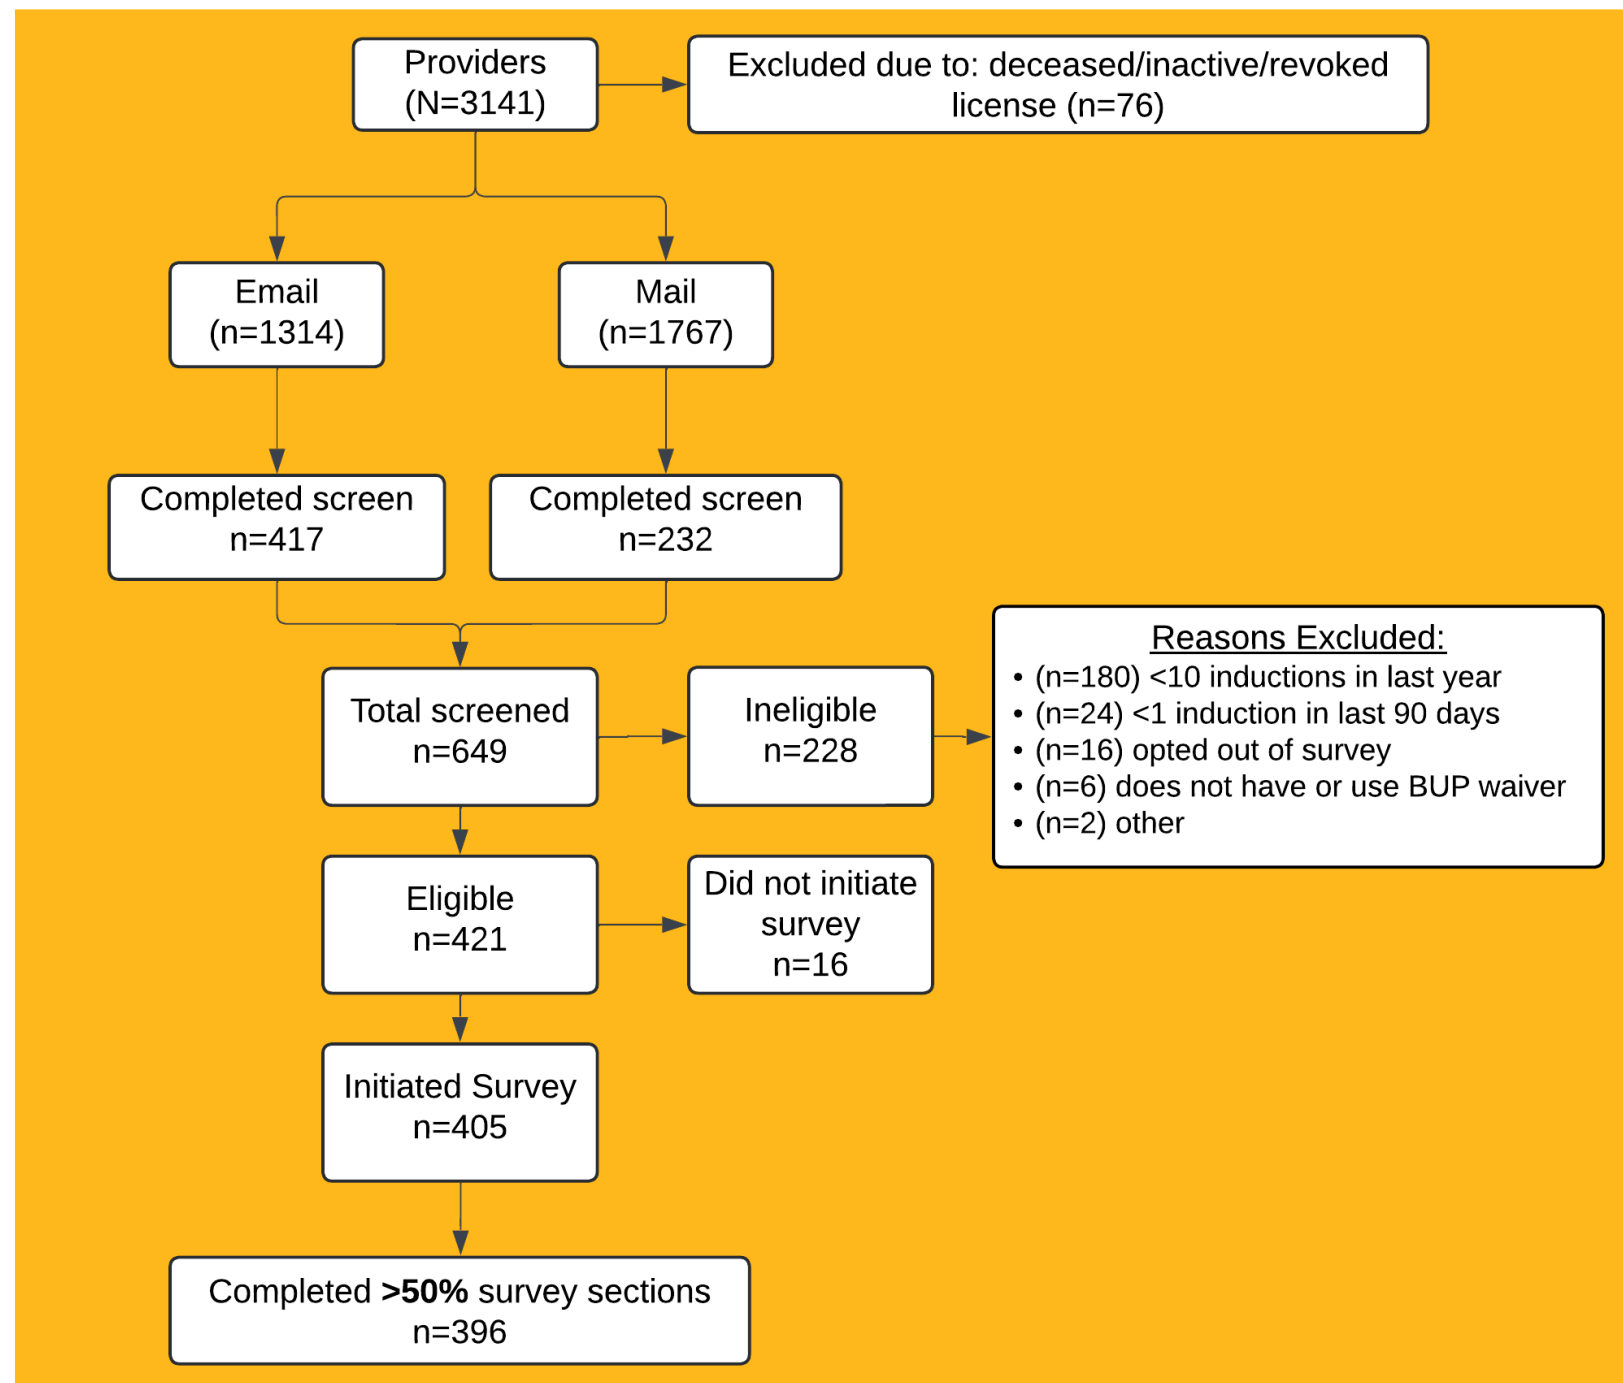 Providers
(N=3141)
Excluded due to: deceased/inactive/revoked
license (n=76)
Email
(n=1314)
Mail
(n=1767)
Completed screen
n=417
Completed screen
n=232
Total screened
n=649
Ineligible
n=228
Reasons Excluded:
• (n=180) <10 inductions in last year
• (n=24) <1 induction in last 90 days
• (n=16) opted out of survey
• (n=6) does not have or use BUP waiver
• (n=2) other
Eligible
n=421
Did not initiate
survey
n=16
Initiated Survey
n=405
Completed >50% survey sections
n=396